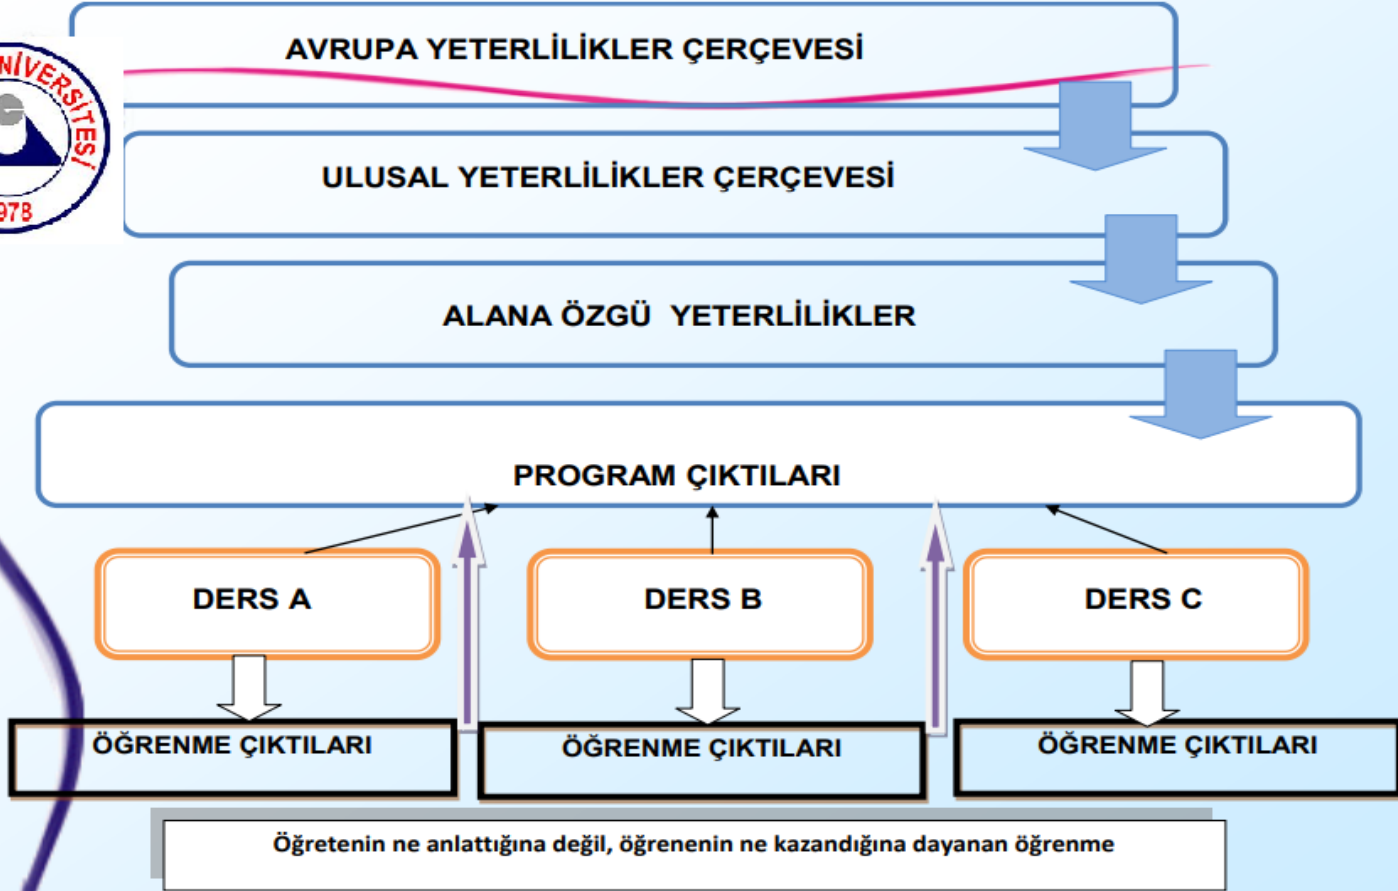 AVRUPA YETERLİLİKLER ÇERÇEVESİ
ULUSAL YETERLİLİKLER ÇERÇEVESİ
ALANA ÖZGÜ YETERLİLİKLER
PROGRAM ÇIKTILARI
DERS A
DERS B
DERS C
ÖĞRENME ÇIKTILARI
ÖĞRENME ÇIKTILARI
ÖĞRENME ÇIKTILARI
Öğretenin ne anlattığına değil, öğrenenin ne kazandığına dayanan öğrenme